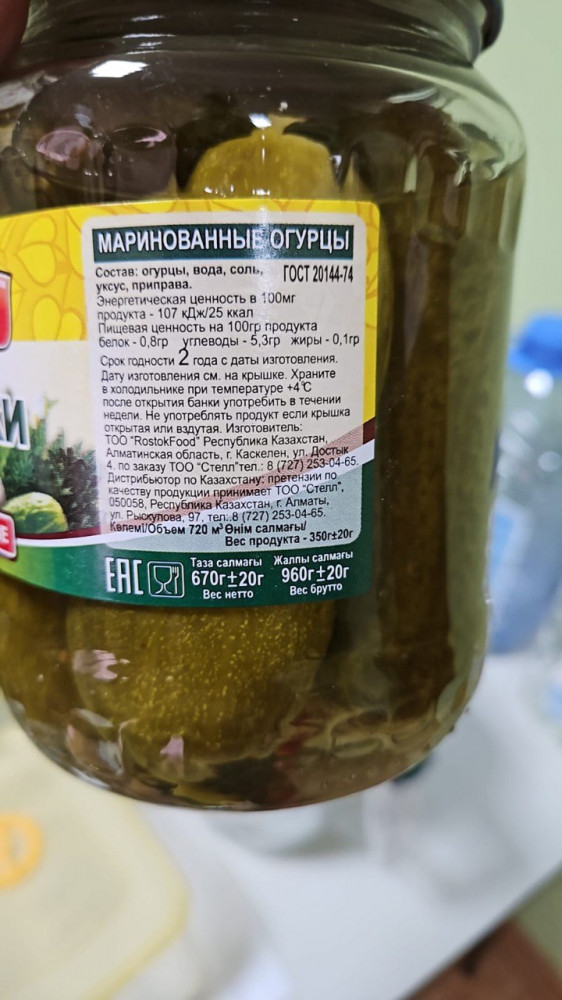 МАРИНОВАННЫЕ ОГУРЦЫ
Состав: огурцы, вода, соль, ГОСТ 20144-74
уксус, приправа.
Энергетическая ценность в 100мг
продукта - 107 кДж/25 ккал
Пищевая ценность на 100гр продукта
белок - 0,8гр углеводы - 5,3гр жиры - 0,1гр
Срок годности 2 года с даты изготовления.
Дату изготовления см. на крышке. Храните
в холодильнике при температуре +4°C
после открытия банки употребить в течении
недели. Не употреблять продукт если крышка
открытая или вздутая. Изготовитель:
ТОО "RostokFood" Республика Казахстан,
Алматинская область, г. Каскелен, ул. Достык
4. по заказу ТОО "Стелл"тел.: 8 (727) 253-04-65.
Дистрибьютор по Казахстану: претензии по
качеству продукции принимает ТОО "Стелл",
050058, Республика Казахстан, г. Алматы,
ул. Рыскулова, 97, тел.:8 (727) 253-04-65.
Көлемі/Объем 720 м³ Өнім салмағы/
Вес продукта - 350г±20г
EAC Таза салмағы Жалпы салмағы
670г±20г 960г±20г
Вес нетто Вес брутто